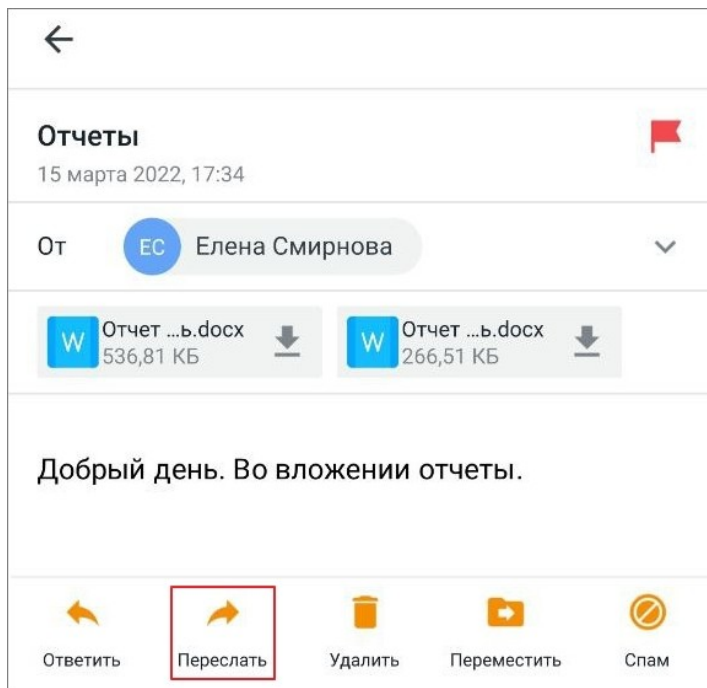 Отчеты
15 марта 2022, 17:34
От ЕС Елена Смирнова
W Отчет ...ь.docx W Отчет ...ь.docx
536,81 КБ 266,51 КБ
Добрый день. Во вложении отчеты.
Ответить Переслать Удалить Переместить Спам